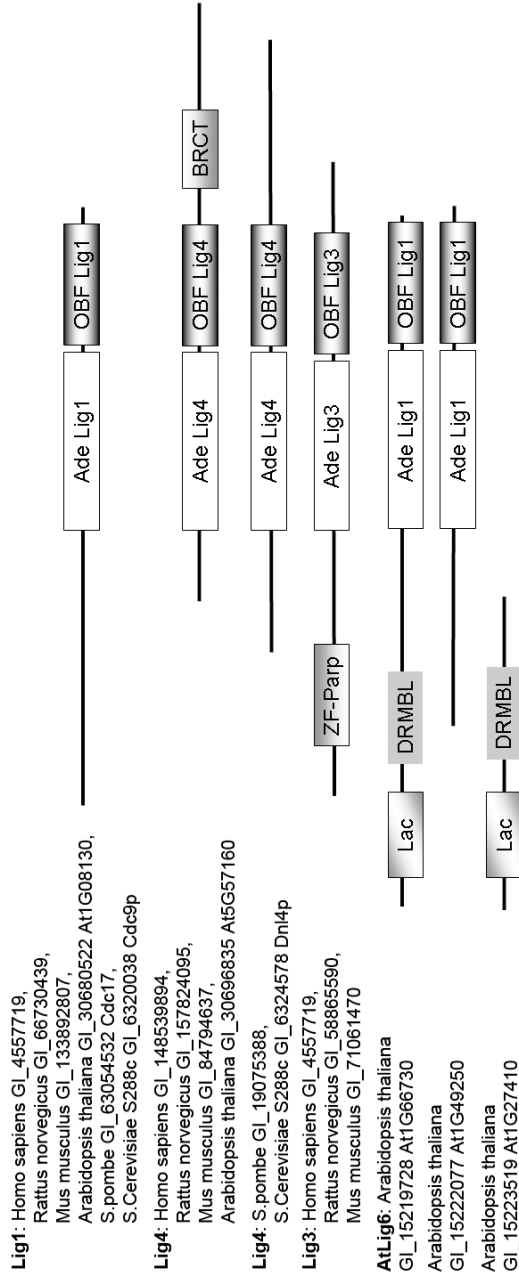 Lig1: Homo sapiens GI_4557719,
Rattus norvegicus GI_66730439,
Mus musculus GI_133892807,
Arabidopsis thaliana GI_30680522 At1G08130,
S.pombe GI_63054532 Cdc17,
S.Cerevisiae S288c GI_6320038 Cdc9p
Ade Lig1 OBF Lig1
Lig4: Homo sapiens GI_148539894,
Rattus norvegicus GI_157824095,
Mus musculus GI_84794637,
Arabidopsis thaliana GI_30696835 At5G57160
Ade Lig4 OBF Lig4 BRCT
Lig4: S.pombe GI_19075388,
S.Cerevisiae S288c GI_6324578 Dnl4p
Ade Lig4 OBF Lig4
Lig3: Homo sapiens GI_4557719,
Rattus norvegicus GI_58865590,
Mus musculus GI_71061470
ZF-Parp Ade Lig3 OBF Lig3
AtLig6: Arabidopsis thaliana
GI_15219728 At1G66730
Lac DRMBL Ade Lig1 OBF Lig1
Arabidopsis thaliana
GI_15222077 At1G49250
Ade Lig1 OBF Lig1
Arabidopsis thaliana
GI_15223519 At1G27410
Lac DRMBL